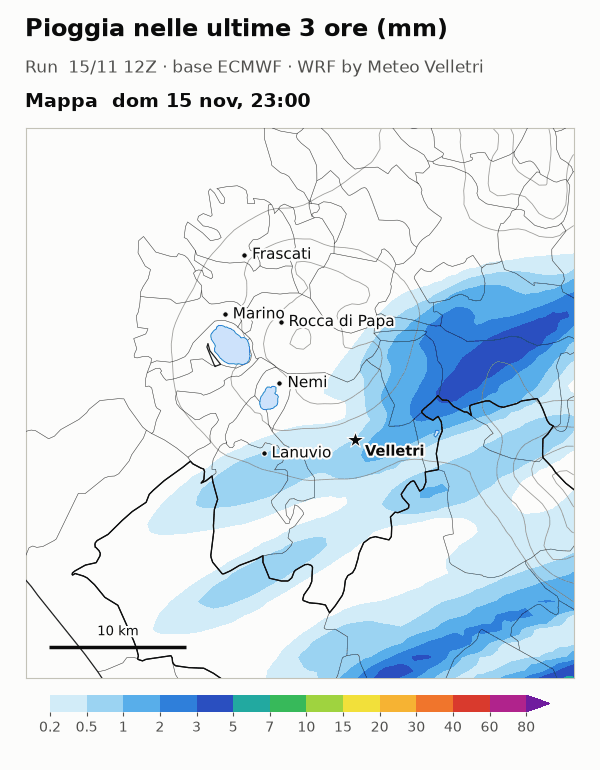 Pioggia nelle ultime 3 ore (mm)
Run  15/11 12Z · base ECMWF · WRF by Meteo Velletri
Mappa  dom 15 nov, 23:00
Frascati
Marino
Rocca di Papa
Nemi
Velletri
Lanuvio
10 km
0.2 0.5 1 2 3 5 7 10 15 20 30 40 60 80